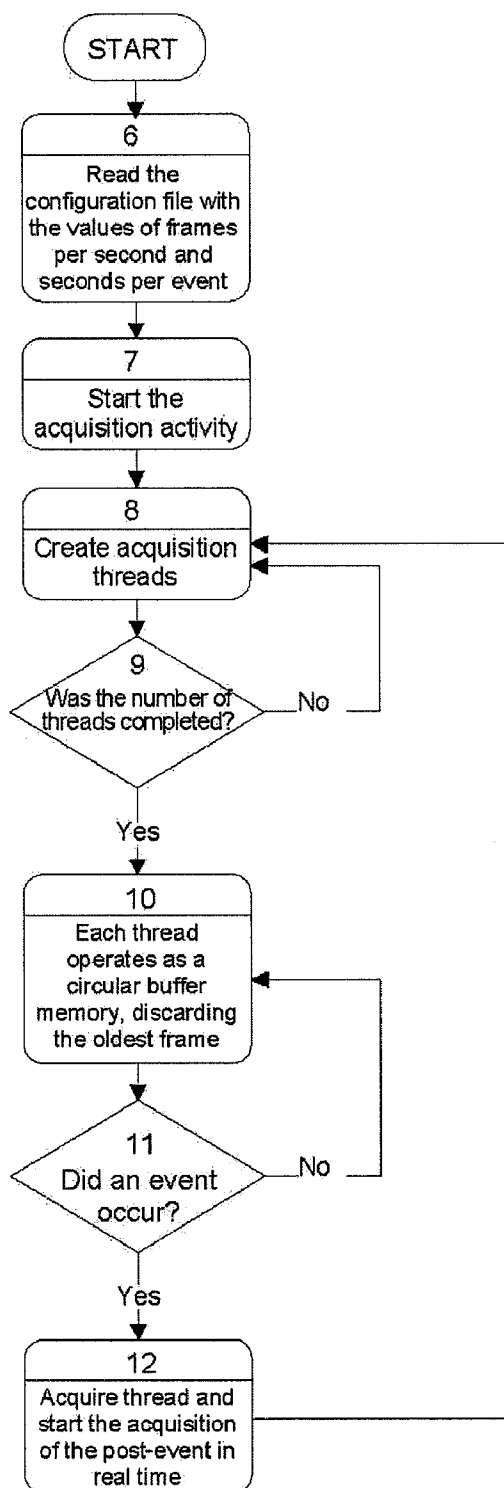 START
6
Read the
configuration file with
the values of frames
per second and
seconds per event
7
Start the
acquisition activity
8
Create acquisition
threads
9
Was the number of
threads completed?
No
Yes
10
Each thread
operates as a
circular buffer
memory, discarding
the oldest frame
11
Did an event
occur?
No
Yes
12
Acquire thread and
start the acquisition
of the post-event in
real time